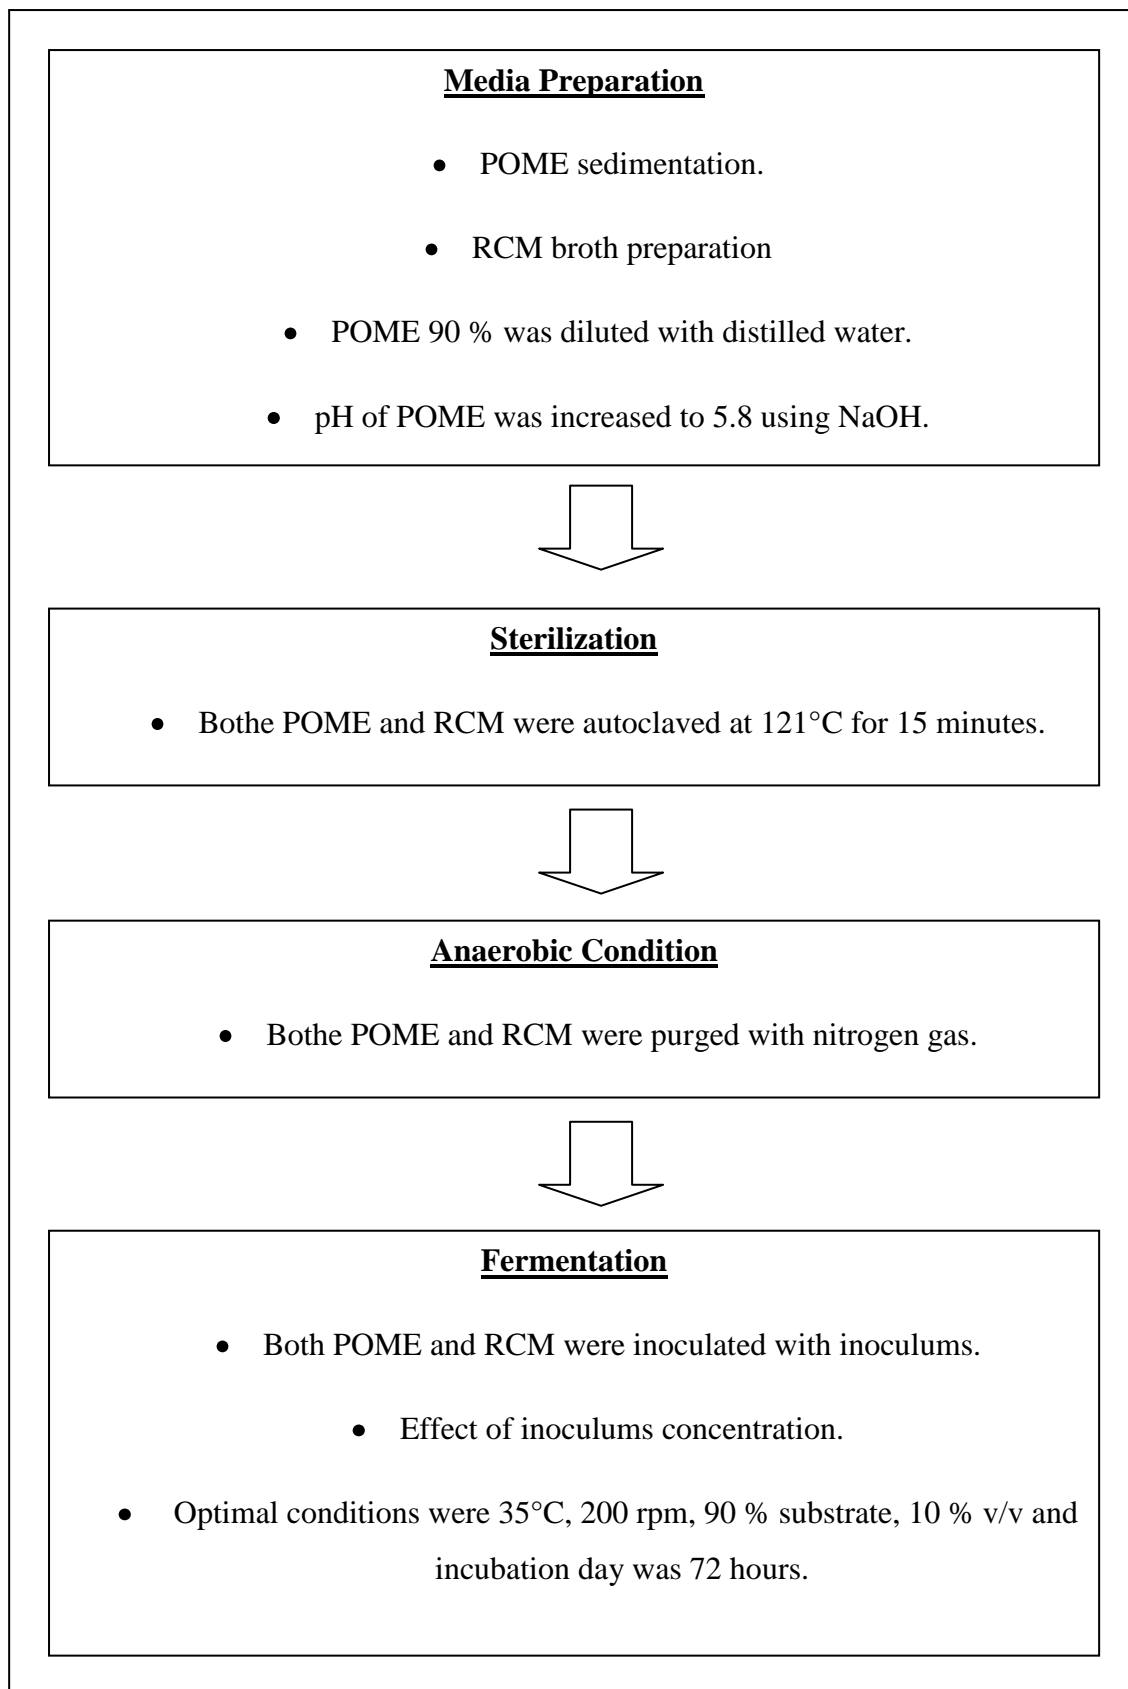 Media Preparation
• POME sedimentation.
• RCM broth preparation
• POME 90 % was diluted with distilled water.
• pH of POME was increased to 5.8 using NaOH.
Sterilization
• Bothe POME and RCM were autoclaved at 121°C for 15 minutes.
Anaerobic Condition
• Bothe POME and RCM were purged with nitrogen gas.
Fermentation
• Both POME and RCM were inoculated with inoculums.
• Effect of inoculums concentration.
• Optimal conditions were 35°C, 200 rpm, 90 % substrate, 10 % v/v and
incubation day was 72 hours.